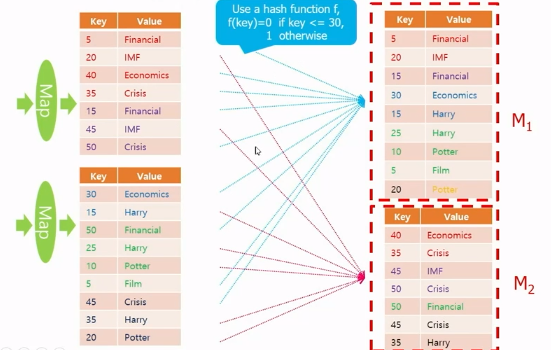 Use a hash function f,
f(key)=0 if key <= 30,
1 otherwise
Map
Key Value
5 Financial
20 IMF
40 Economics
35 Crisis
15 Financial
45 IMF
50 Crisis
Map
Key Value
30 Economics
15 Harry
50 Financial
25 Harry
10 Potter
5 Film
45 Crisis
35 Harry
20 Potter
Key Value
5 Financial
20 IMF
15 Financial
30 Economics
15 Harry
25 Harry
10 Potter
5 Film
20 Potter
M1
Key Value
40 Economics
35 Crisis
45 IMF
50 Crisis
50 Financial
45 Crisis
35 Harry
M2